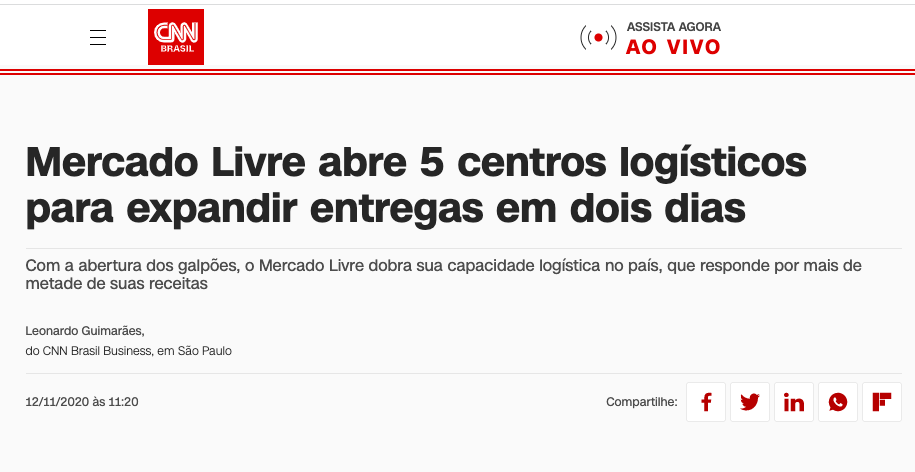 CNN
BRASIL
ASSISTA AGORA
AO VIVO
Mercado Livre abre 5 centros logísticos
para expandir entregas em dois dias
Com a abertura dos galpões, o Mercado Livre dobra sua capacidade logística no país, que responde por mais de
metade de suas receitas
Leonardo Guimarães,
do CNN Brasil Business, em São Paulo
12/11/2020 às 11:20
Compartilhe: